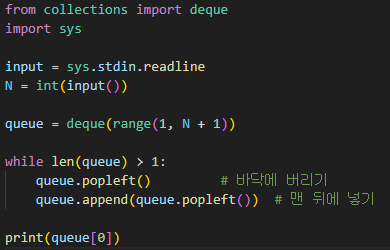 from collections import deque
import sys
input = sys.stdin.readline
N = int(input())
queue = deque(range(1, N + 1))
while len(queue) > 1:
    queue.popleft()         # 바닥에 버리기
    queue.append(queue.popleft())  # 맨 뒤에 넣기
print(queue[0])